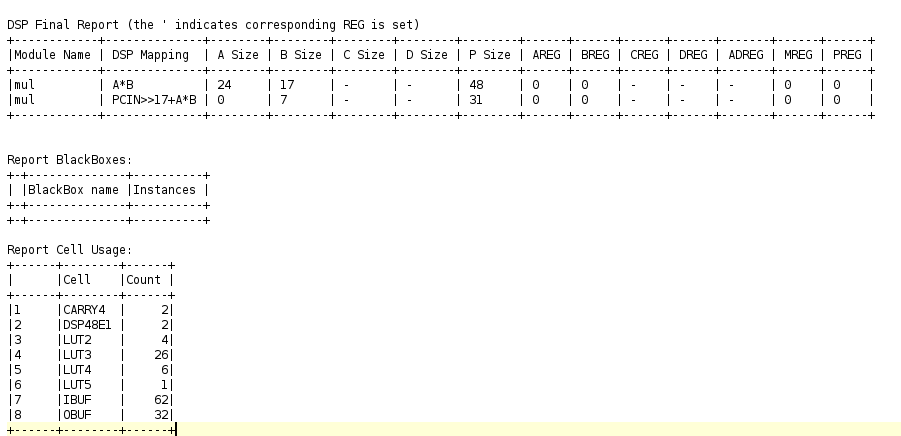 DSP Final Report (the ' indicates corresponding REG is set)
+------------+--------------+--------+--------+--------+--------+--------+------+------+------+------+-------+------+------+
|Module Name | DSP Mapping  | A Size | B Size | C Size | D Size | P Size | AREG | BREG | CREG | DREG | ADREG | MREG | PREG |
+------------+--------------+--------+--------+--------+--------+--------+------+------+------+------+-------+------+------+
|mul         | A*B          | 24     | 17     | -      | -      | 48     | 0    | 0    | -    | -    | -     | 0    | 0    |
|mul         | PCIN>>17+A*B | 0      | 7      | -      | -      | 31     | 0    | 0    | -    | -    | -     | 0    | 0    |
+------------+--------------+--------+--------+--------+--------+--------+------+------+------+------+-------+------+------+
Report BlackBoxes:
+-+--------------+----------+
| |BlackBox name |Instances |
+-+--------------+----------+
+-+--------------+----------+
Report Cell Usage:
+------+--------+------+
|      |Cell    |Count |
+------+--------+------+
|1     |CARRY4  |     2|
|2     |DSP48E1 |     2|
|3     |LUT2    |     4|
|4     |LUT3    |    26|
|5     |LUT4    |     6|
|6     |LUT5    |     1|
|7     |IBUF    |    62|
|8     |OBUF    |    32|
+------+--------+------+